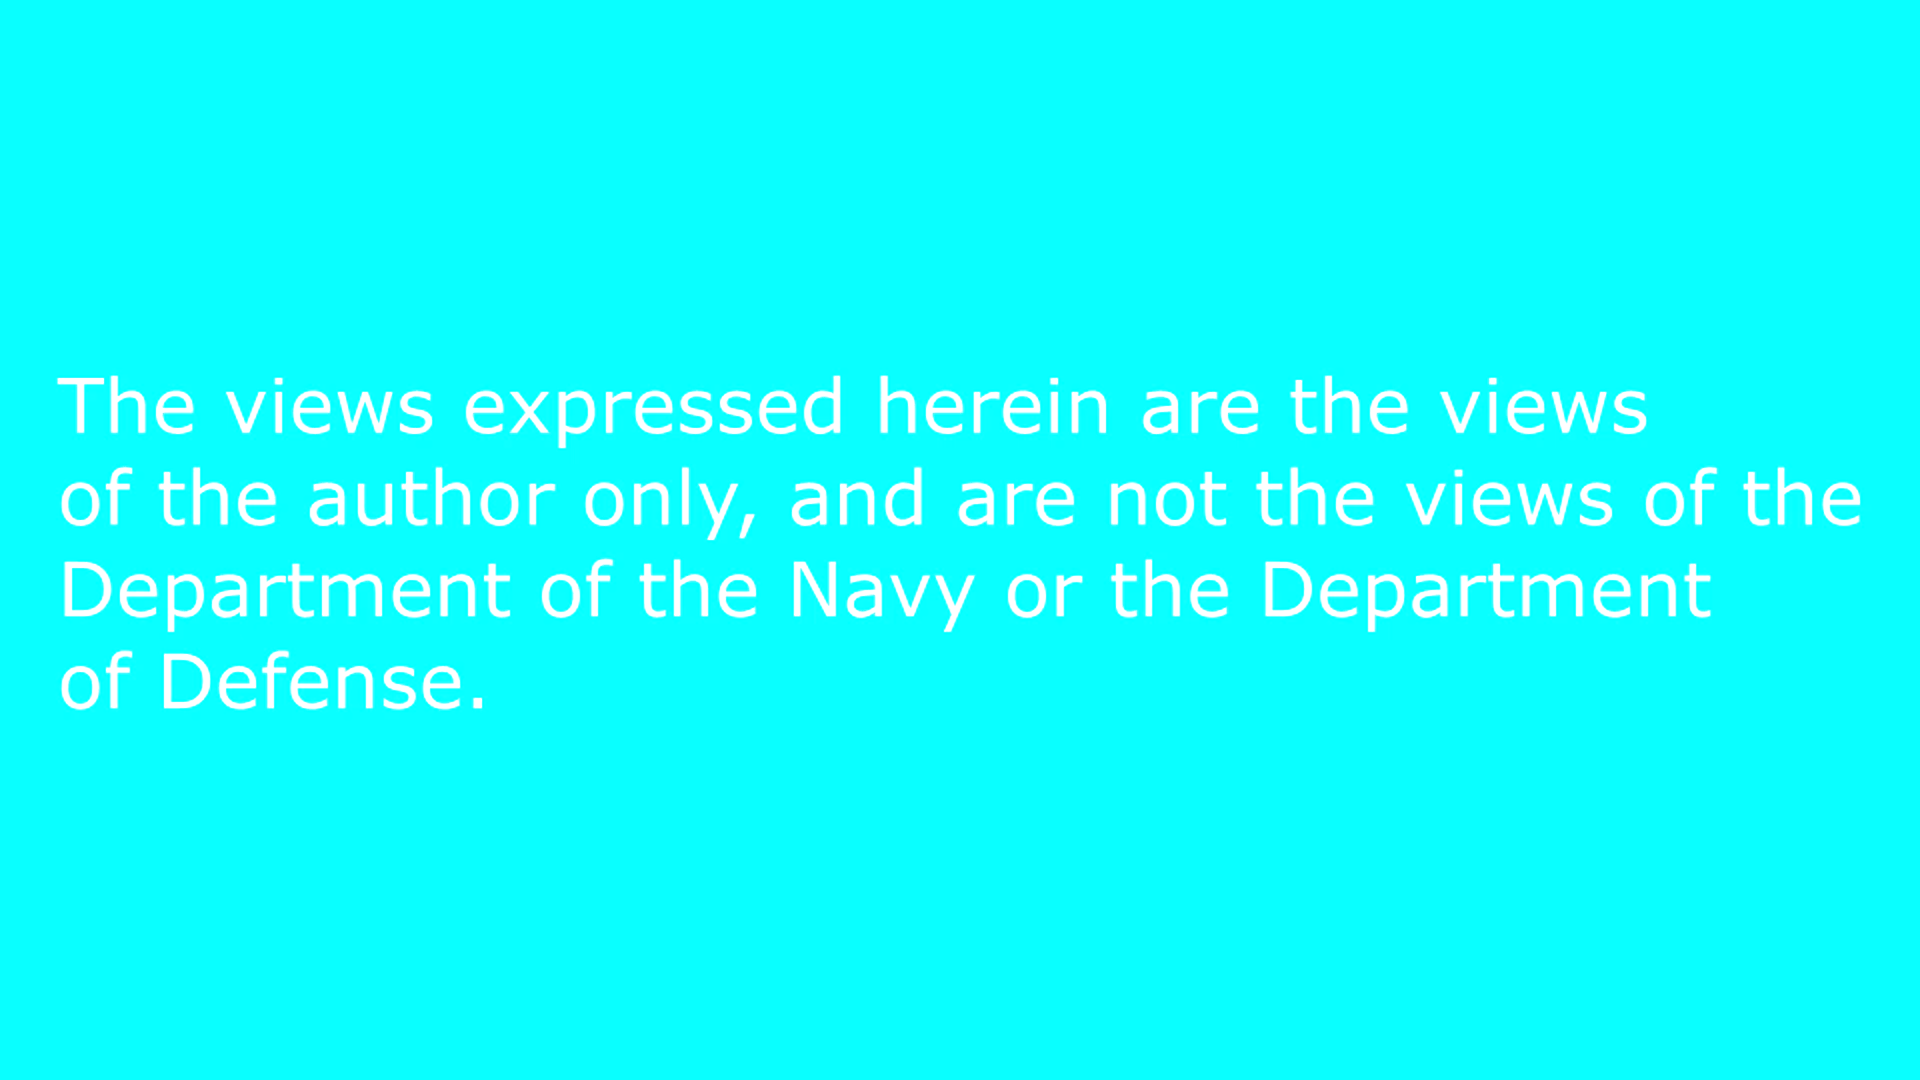 The views expressed herein are the views
of the author only, and are not the views of the
Department of the Navy or the Department
of Defense.